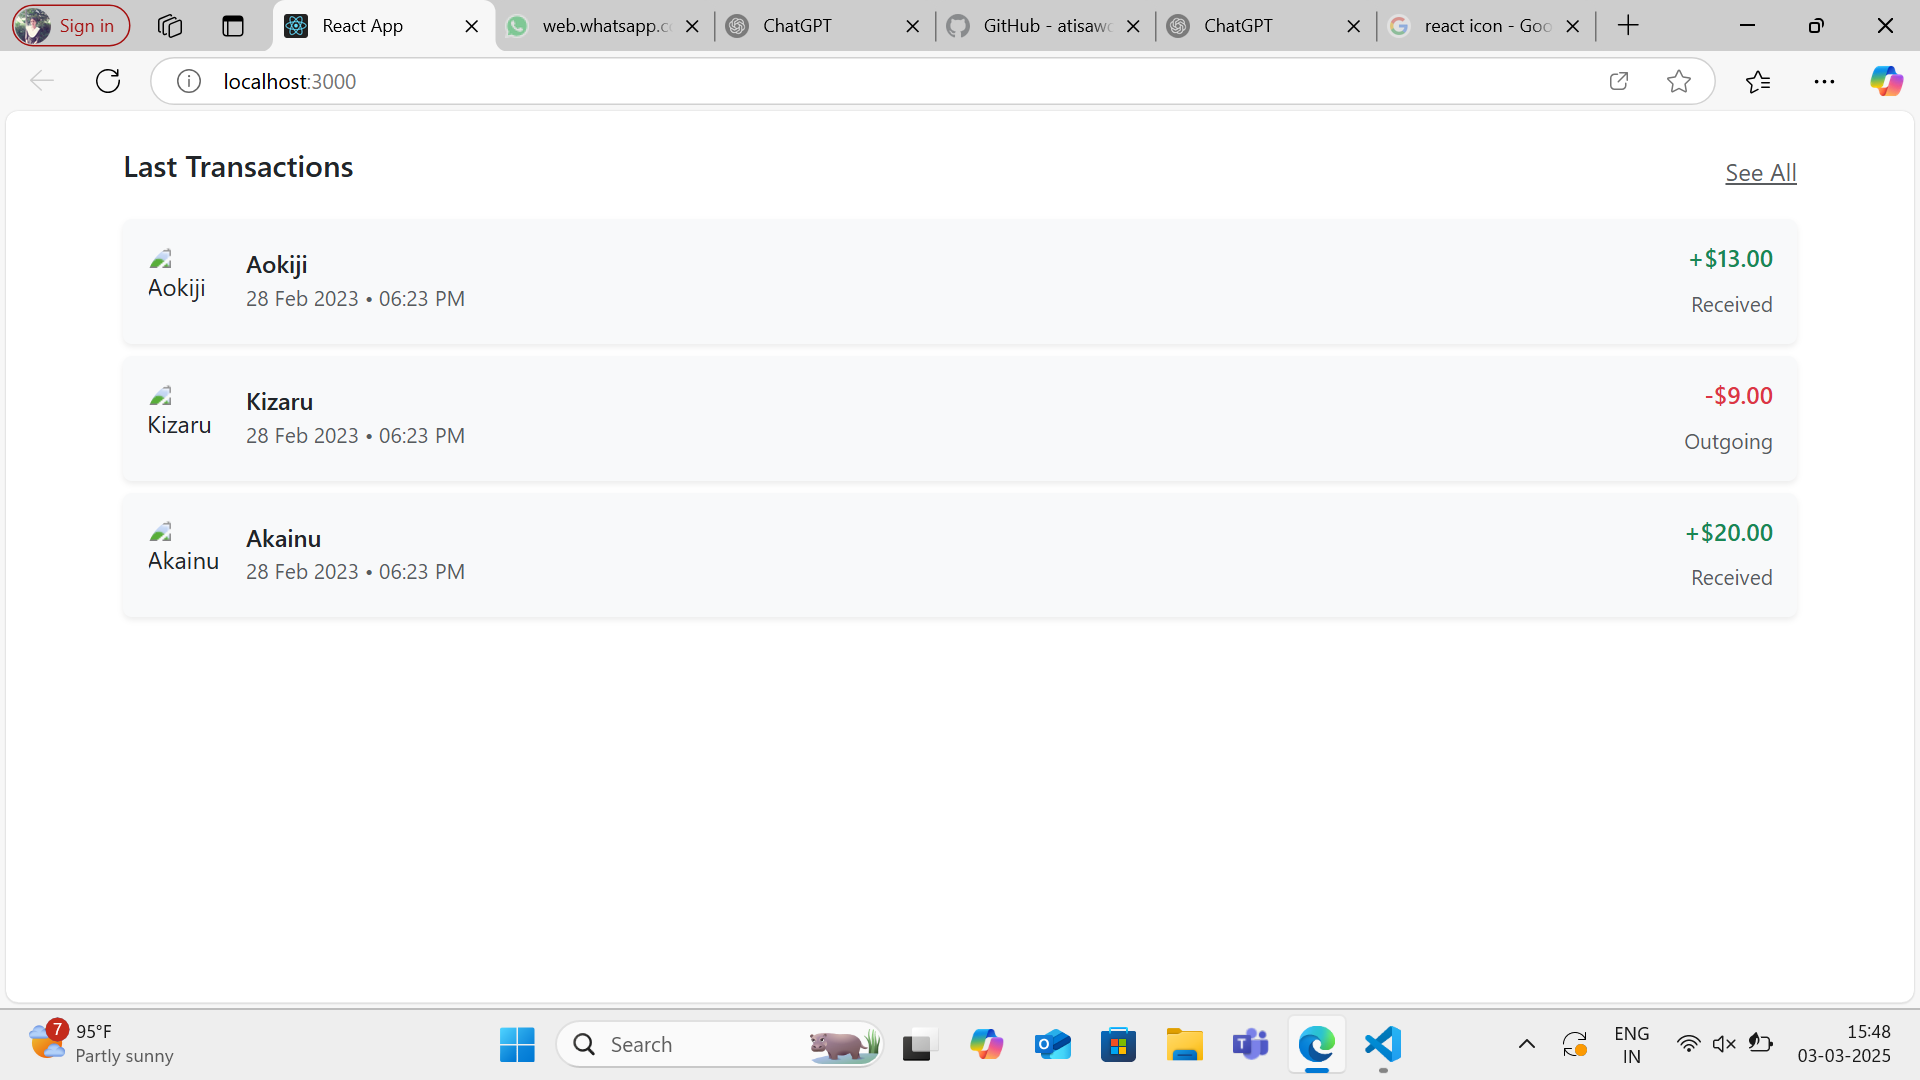 Sign in
React App
web.whatsapp.c
ChatGPT
GitHub - atisaw
ChatGPT
react icon - Goo
localhost:3000
Last Transactions
See All
Aokiji
Aokiji
28 Feb 2023 • 06:23 PM
+$13.00
Received
Kizaru
Kizaru
28 Feb 2023 • 06:23 PM
-$9.00
Outgoing
Akainu
Akainu
28 Feb 2023 • 06:23 PM
+$20.00
Received
7
95°F
Partly sunny
Search
ENG
IN
15:48
03-03-2025